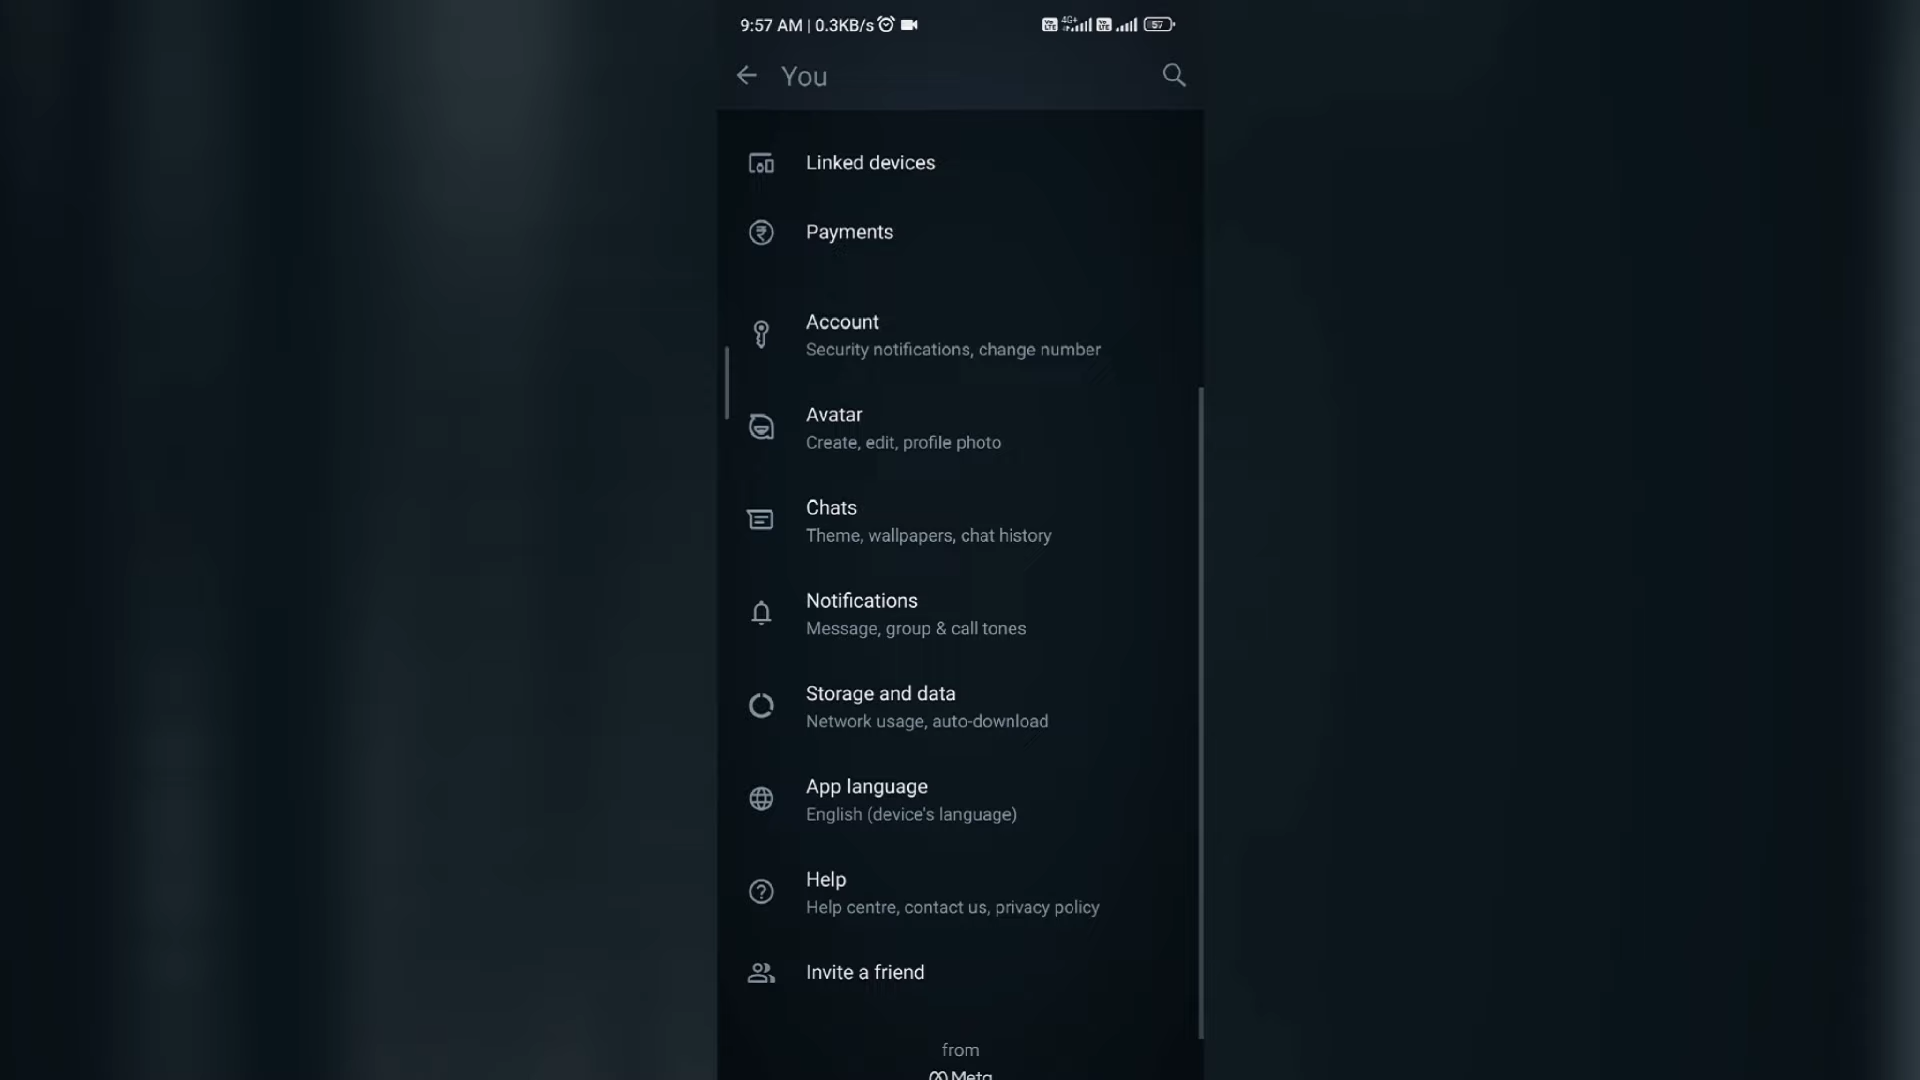 9:57 AM | 0.3KB/s
4G+
57
You
Linked devices
Payments
Account
Security notifications, change number
Avatar
Create, edit, profile photo
Chats
Theme, wallpapers, chat history
Notifications
Message, group & call tones
Storage and data
Network usage, auto-download
App language
English (device's language)
Help
Help centre, contact us, privacy policy
Invite a friend
from
Meta